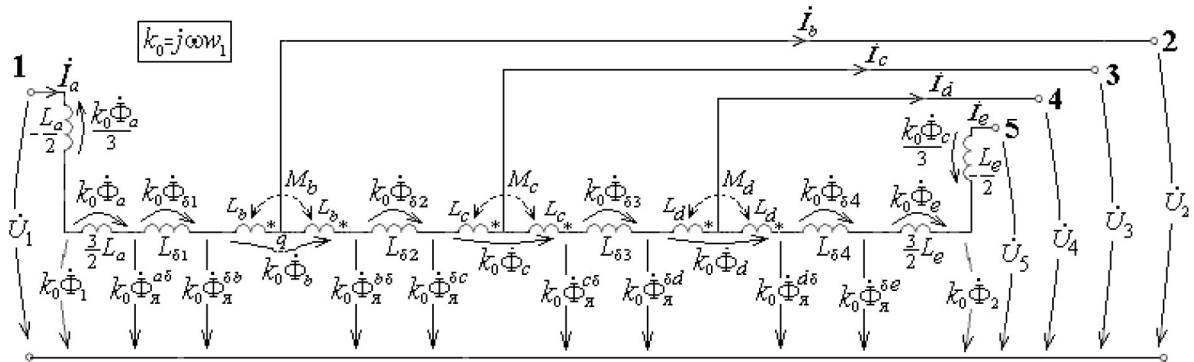 k₀=jωw₁
İ_b
2
İ_c
3
1
İ_a
İ_d
4
İ_e
5
-L_a/2
k₀Φ̇_a/3
k₀Φ̇_c/3
-L_e/2
M_b
M_c
M_d
k₀Φ̇_a
k₀Φ̇_δ1
k₀Φ̇_δ2
k₀Φ̇_δ3
k₀Φ̇_δ4
k₀Φ̇_e
L_b
*
L_b
*
L_c
*
L_c
*
L_d
*
L_d
*
U̇₁
U̇₅
U̇₄
U̇₃
U̇₂
3/2 L_a
L_δ1
q
k₀Φ̇_b
L_δ2
k₀Φ̇_c
L_δ3
k₀Φ̇_d
L_δ4
3/2 L_e
k₀Φ̇₁
k₀Φ̇_я^aδ
k₀Φ̇_я^δb
k₀Φ̇_я^bδ
k₀Φ̇_я^δc
k₀Φ̇_я^cδ
k₀Φ̇_я^δd
k₀Φ̇_я^dδ
k₀Φ̇_я^δe
k₀Φ̇₂